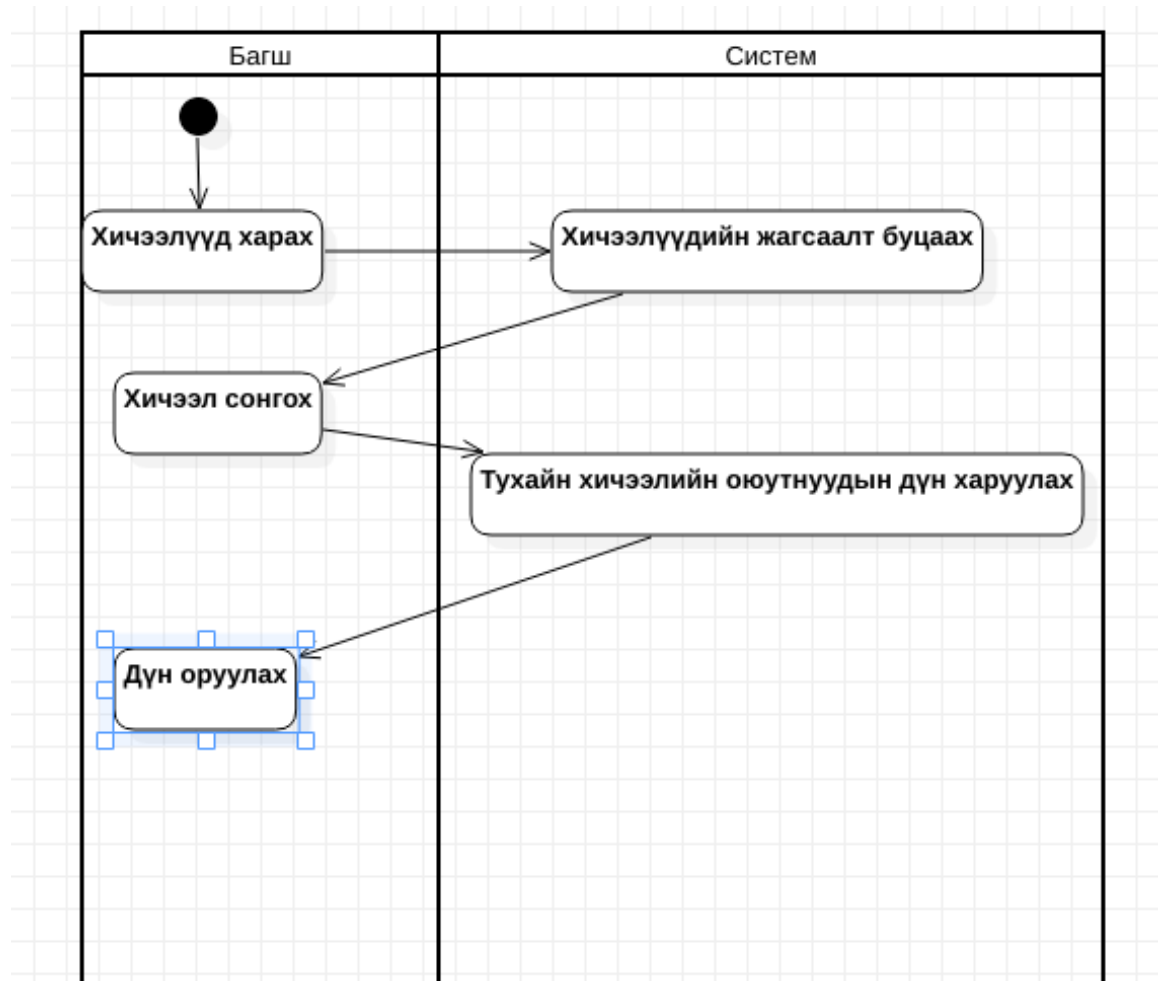 Багш
Систем
Хичээлүүд харах
Хичээлүүдийн жагсаалт буцаах
Хичээл сонгох
Тухайн хичээлийн оюутнуудын дүн харуулах
Дүн оруулах